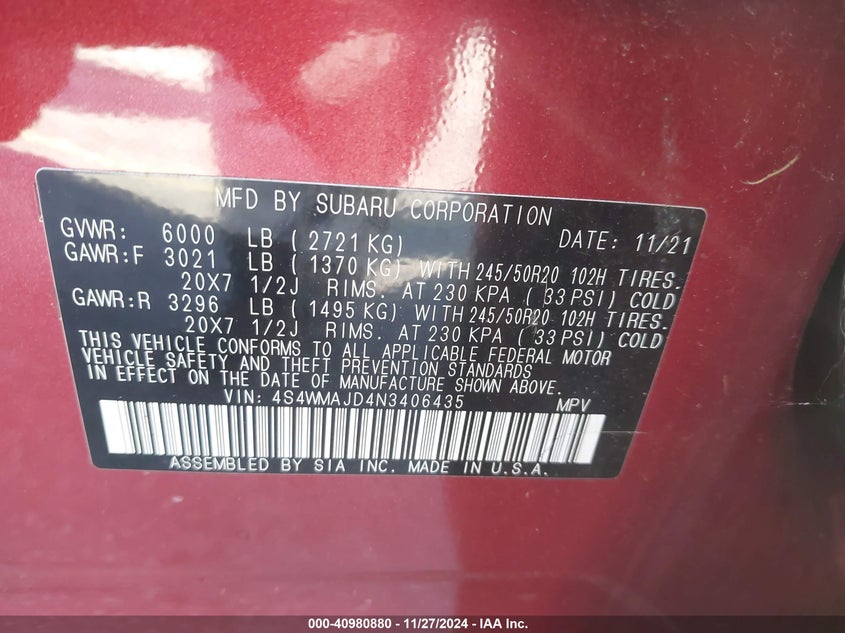 MFD BY SUBARU CORPORATION
GVWR: 6000 LB ( 2721 KG) DATE: 11/21
GAWR:F 3021 LB ( 1370 KG) WITH 245/50R20 102H TIRES.
20X7 1/2J RIMS. AT 230 KPA ( 33 PSI) COLD
GAWR:R 3296 LB ( 1495 KG) WITH 245/50R20 102H TIRES.
20X7 1/2J RIMS. AT 230 KPA ( 33 PSI) COLD
THIS VEHICLE CONFORMS TO ALL APPLICABLE FEDERAL MOTOR
VEHICLE SAFETY AND THEFT PREVENTION STANDARDS
IN EFFECT ON THE DATE OF MANUFACTURE SHOWN ABOVE.
VIN: 4S4WMAJD4N3406435 MPV
ASSEMBLED BY SIA INC. MADE IN U.S.A.
000-40980880 - 11/27/2024 - IAA Inc.